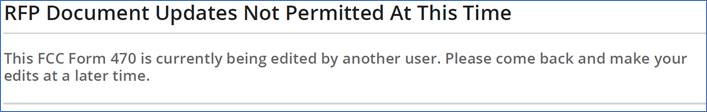 RFP Document Updates Not Permitted At This Time
This FCC Form 470 is currently being edited by another user. Please come back and make your
edits at a later time.